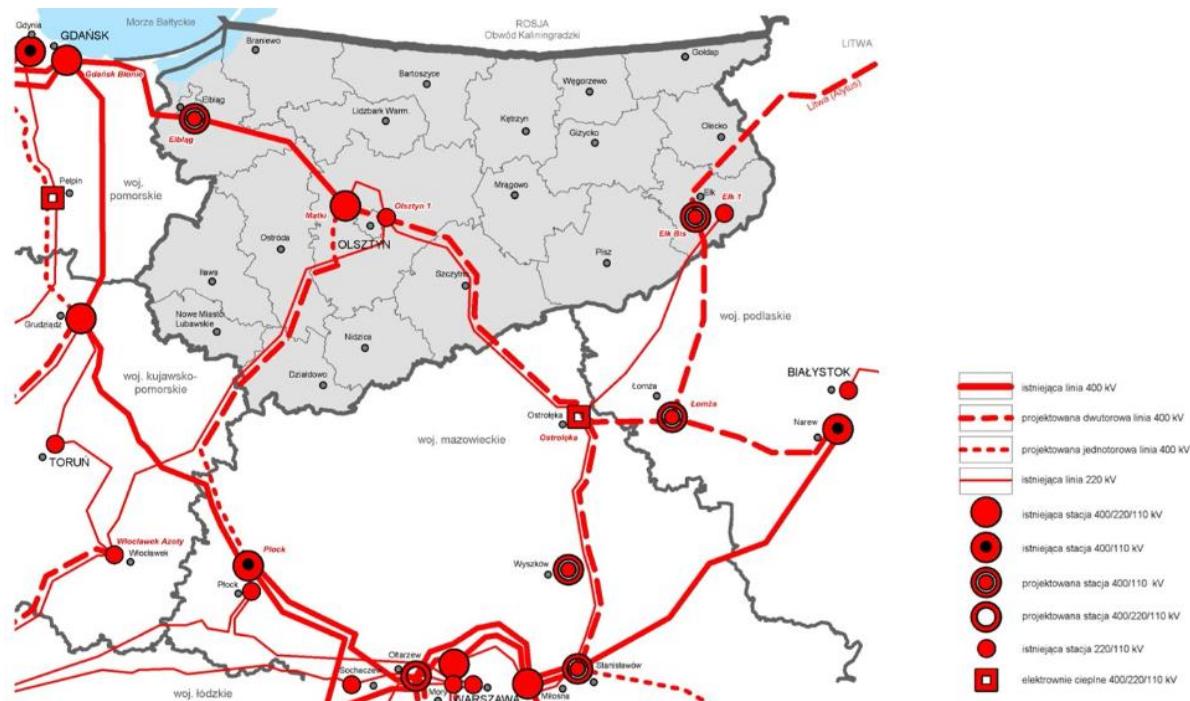 Gdynia
Morze Bałtyckie
ROSJA
Obwód Kaliningradzki
LITWA
GDAŃSK
Gdańsk Błonie
Braniewo
Gołdap
Bartoszyce
Węgorzewo
Litwa (Alytus)
Elbląg
Elbląg
Lidzbark Warm.
Kętrzyn
Giżycko
Olecko
Pelplin
woj.
pomorskie
Mrągowo
Ełk
Ełk 1
Ełk Bis
Matki
Olsztyn 1
OLSZTYN
Ostróda
Pisz
Iława
Szczytno
Nowe Miasto
Lubawskie
Grudziądz
woj. podlaskie
Nidzica
Działdowo
woj. kujawsko-
pomorskie
BIAŁYSTOK
Łomża
Łomża
Ostrołęka
Ostrołęka
Narew
woj. mazowieckie
TORUŃ
Włocławek Azoty
Włocławek
Płock
Płock
Wyszków
Ołtarzew
Sochaczew
Stanisławów
Mory
WARSZAWA
Miłosna
woj. łódzkie
istniejąca linia 400 kV
projektowana dwutorowa linia 400 kV
projektowana jednotorowa linia 400 kV
istniejąca linia 220 kV
istniejąca stacja 400/220/110 kV
istniejąca stacja 400/110 kV
projektowana stacja 400/110 kV
projektowana stacja 400/220/110 kV
istniejąca stacja 220/110 kV
elektrownie cieplne 400/220/110 kV